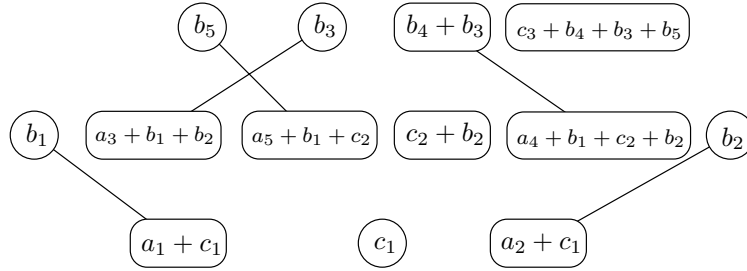 b₅ b₃ b₄ + b₃ c₃ + b₄ + b₃ + b₅
b₁ a₃ + b₁ + b₂ a₅ + b₁ + c₂ c₂ + b₂ a₄ + b₁ + c₂ + b₂ b₂
a₁ + c₁ c₁ a₂ + c₁